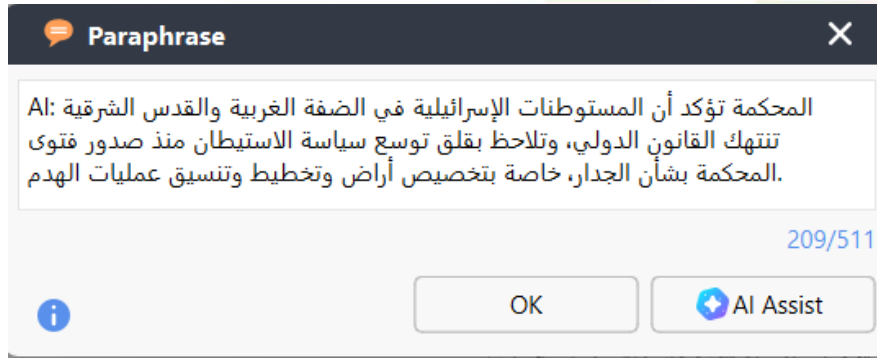 Paraphrase
AI: المحكمة تؤكد أن المستوطنات الإسرائيلية في الضفة الغربية والقدس الشرقية
تنتهك القانون الدولي، وتلاحظ بقلق توسع سياسة الاستيطان منذ صدور فتوى
المحكمة بشأن الجدار، خاصة بتخصيص أراض وتخطيط وتنسيق عمليات الهدم.
209/511
OK
AI Assist